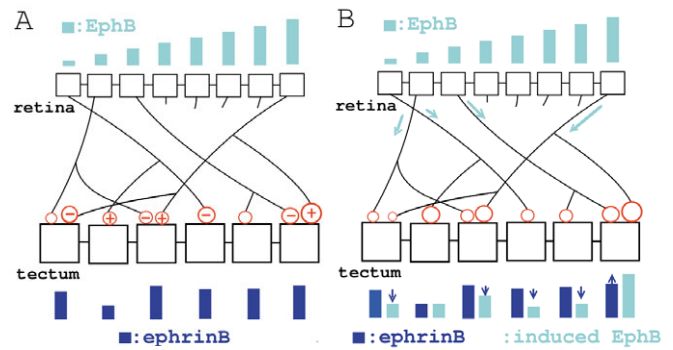 A
■:EphB
retina
tectum
■:ephrinB
B
■:EphB
retina
tectum
■:ephrinB :induced EphB